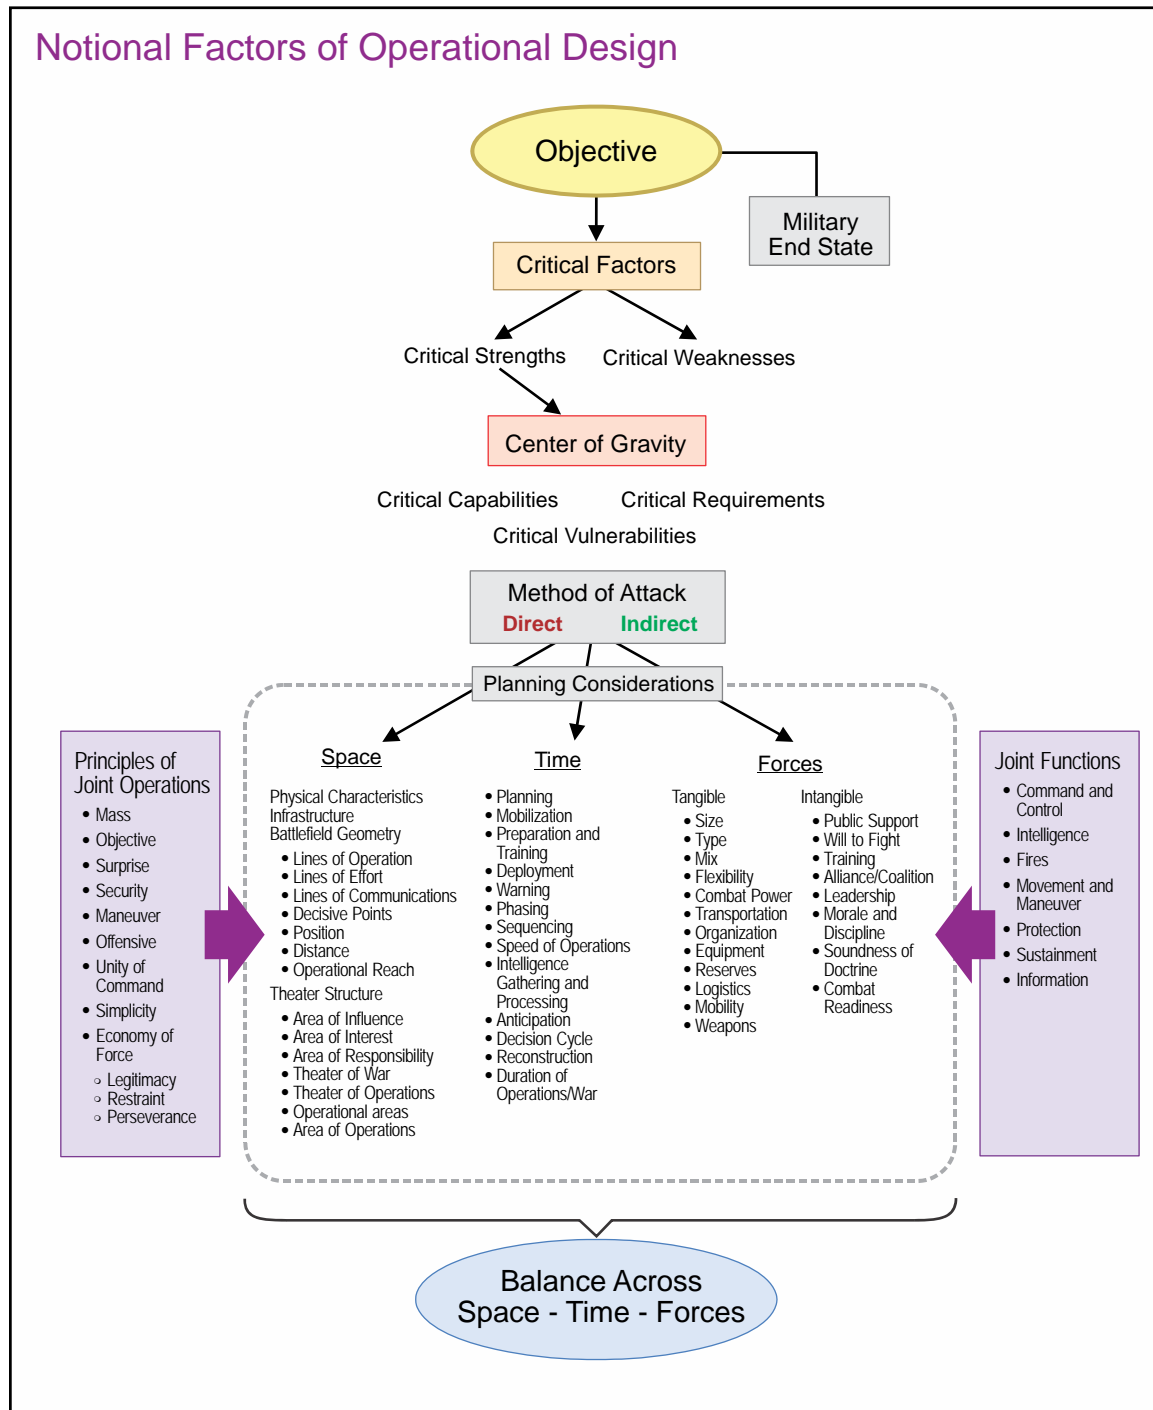 Notional Factors of Operational Design
Objective
Military
End State
Critical Factors
Critical Strengths
Critical Weaknesses
Center of Gravity
Critical Capabilities
Critical Requirements
Critical Vulnerabilities
Method of Attack
Direct
Indirect
Planning Considerations
Principles of
Joint Operations
• Mass
• Objective
• Surprise
• Security
• Maneuver
• Offensive
• Unity of
Command
• Simplicity
• Economy of
Force
○ Legitimacy
○ Restraint
○ Perseverance
Space
Physical Characteristics
Infrastructure
Battlefield Geometry
• Lines of Operation
• Lines of Effort
• Lines of Communications
• Decisive Points
• Position
• Distance
• Operational Reach
Theater Structure
• Area of Influence
• Area of Interest
• Area of Responsibility
• Theater of War
• Theater of Operations
• Operational areas
• Area of Operations
Time
• Planning
• Mobilization
• Preparation and
Training
• Deployment
• Warning
• Phasing
• Sequencing
• Speed of Operations
• Intelligence
Gathering and
Processing
• Anticipation
• Decision Cycle
• Reconstruction
• Duration of
Operations/War
Forces
Tangible
• Size
• Type
• Mix
• Flexibility
• Combat Power
• Transportation
• Organization
• Equipment
• Reserves
• Logistics
• Mobility
• Weapons
Intangible
• Public Support
• Will to Fight
• Training
• Alliance/Coalition
• Leadership
• Morale and
Discipline
• Soundness of
Doctrine
• Combat
Readiness
Joint Functions
• Command and
Control
• Intelligence
• Fires
• Movement and
Maneuver
• Protection
• Sustainment
• Information
Balance Across
Space - Time - Forces